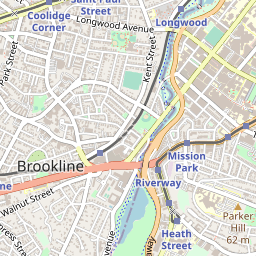 Saint Paul
Street
Longwood Avenue
Longwood
Coolidge
Corner
Park Street
Kent Street
Brookline
Mission
Park
Riverway
Walnut Street
Parker
Hill
62 m
Heath
Street